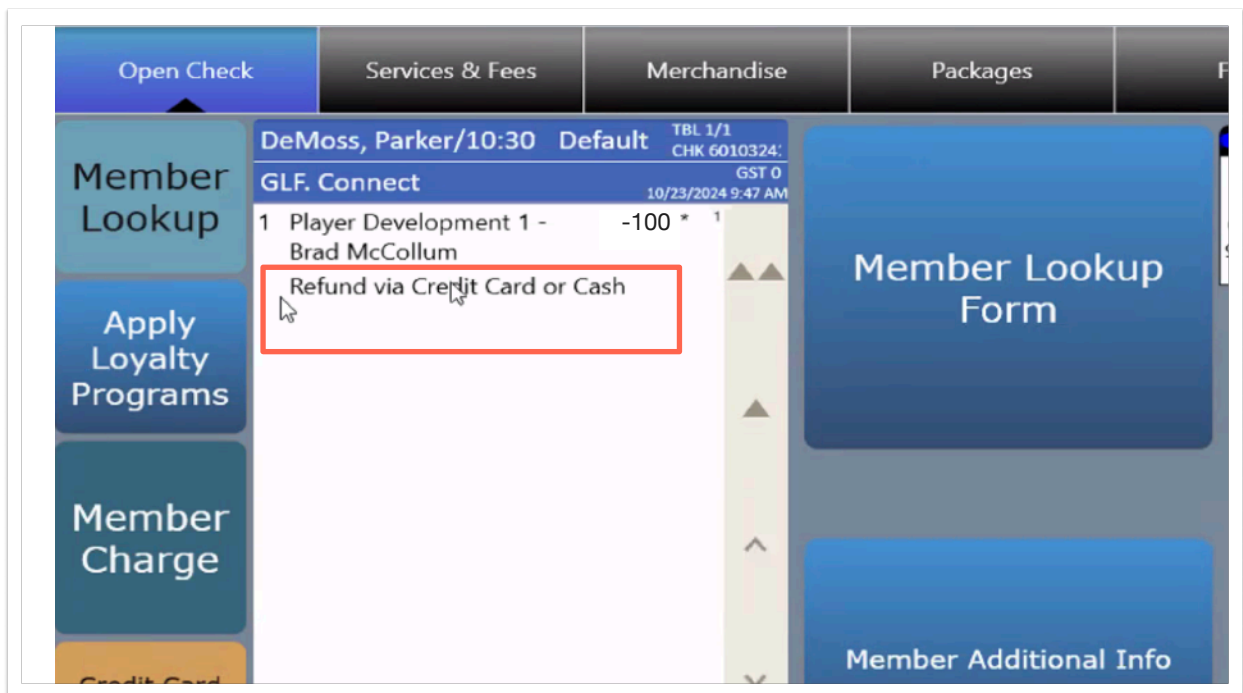 Open Check
Services & Fees
Merchandise
Packages
F
Member
Lookup
Apply
Loyalty
Programs
Member
Charge
Credit Card
DeMoss, Parker/10:30 Default
TBL 1/1
CHK 6010324
GLF. Connect
GST 0
10/23/2024 9:47 AM
1 Player Development 1 - -100 * 1
Brad McCollum
Refund via Credit Card or Cash
Member Lookup
Form
Member Additional Info